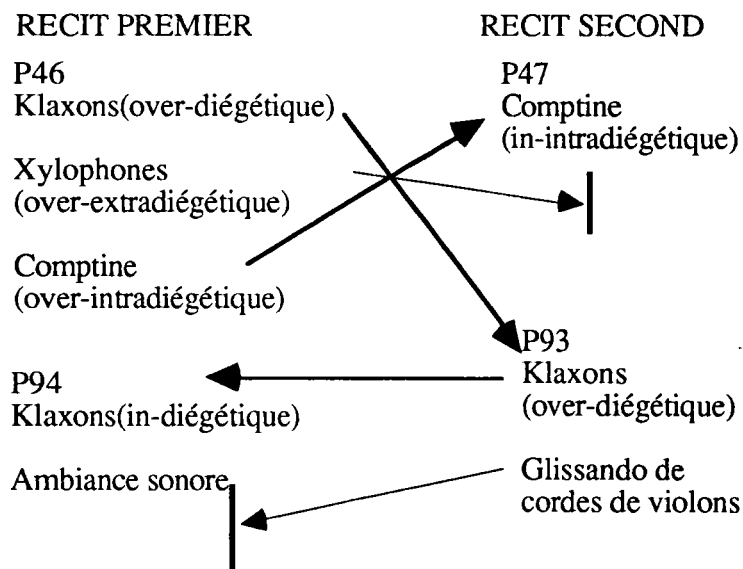 RECIT PREMIER
P46
Klaxons(over-diégétique)
Xylophones
(over-extradiégétique)
Comptine
(over-intradiégétique)
P94
Klaxons(in-diégétique)
Ambiance sonore
RECIT SECOND
P47
Comptine
(in-intradiégétique)
P93
Klaxons
(over-diégétique)
Glissando de
cordes de violons